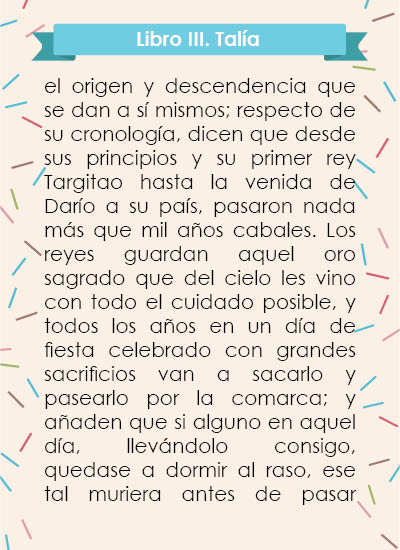 Libro III. Talía
el origen y descendencia que
se dan a sí mismos; respecto de
su cronología, dicen que desde
sus principios y su primer rey
Targitao hasta la venida de
Darío a su país, pasaron nada
más que mil años cabales. Los
reyes guardan aquel oro
sagrado que del cielo les vino
con todo el cuidado posible, y
todos los años en un día de
fiesta celebrado con grandes
sacrificios van a sacarlo y
pasearlo por la comarca; y
añaden que si alguno en aquel
día, llevándolo consigo,
quedase a dormir al raso, ese
tal muriera antes de pasar